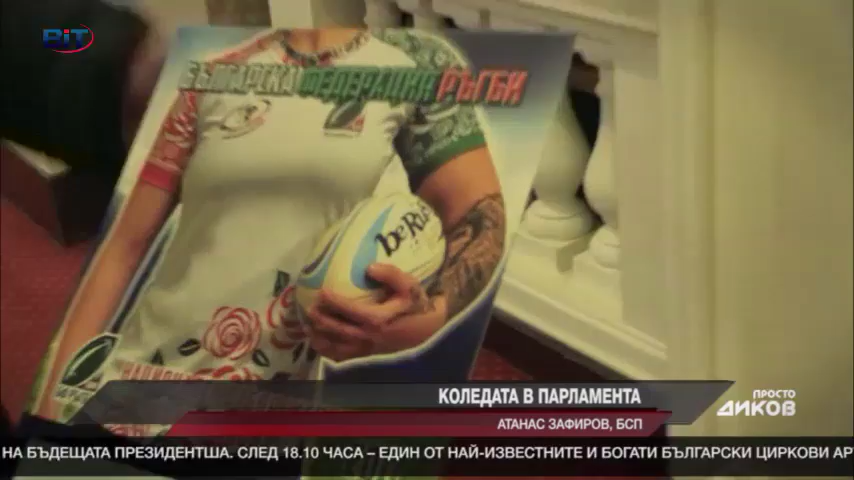 BiT
БЪЛГАРСКА ФЕДЕРАЦИЯ РЪГБИ
beRu
КОЛЕДАТА В ПАРЛАМЕНТА
АТАНАС ЗАФИРОВ, БСП
ПРОСТО
ДИКОВ
НА БЪДЕЩАТА ПРЕЗИДЕНТША. СЛЕД 18.10 ЧАСА – ЕДИН ОТ НАЙ-ИЗВЕСТНИТЕ И БОГАТИ БЪЛГАРСКИ ЦИРКОВИ АР